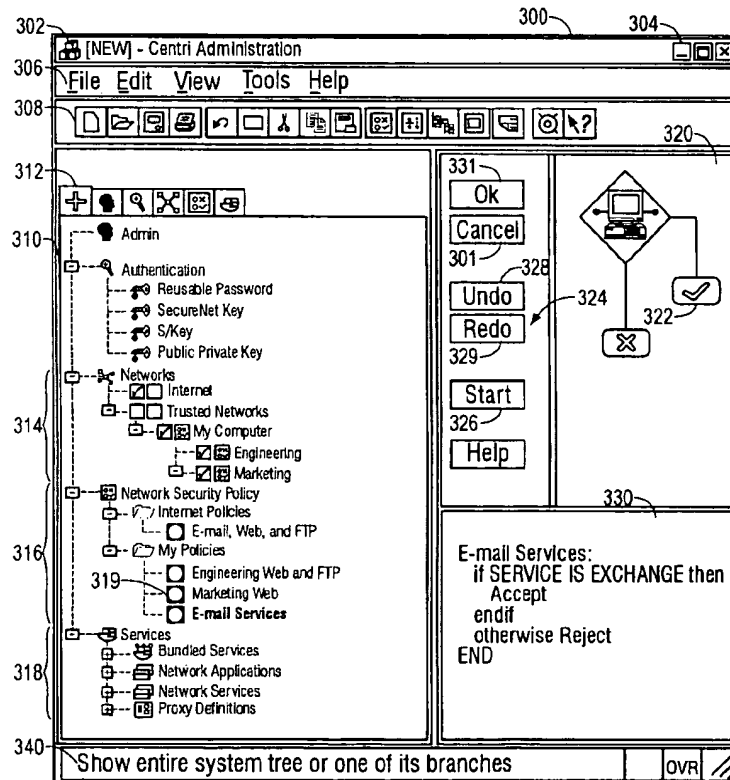 302
300
304
[NEW] - Centri Administration
306
File Edit View Tools Help
308
320
312
331
Ok
Cancel
301
328
Undo
324
Redo
329
322
Start
326
Help
310
Admin
Authentication
Reusable Password
SecureNet Key
S/Key
Public Private Key
314
Networks
Internet
Trusted Networks
My Computer
Engineering
Marketing
316
Network Security Policy
Internet Policies
E-mail, Web, and FTP
My Policies
Engineering Web and FTP
319
Marketing Web
E-mail Services
318
Services
Bundled Services
Network Applications
Network Services
Proxy Definitions
330
E-mail Services:
if SERVICE IS EXCHANGE then
Accept
endif
otherwise Reject
END
340
Show entire system tree or one of its branches
OVR